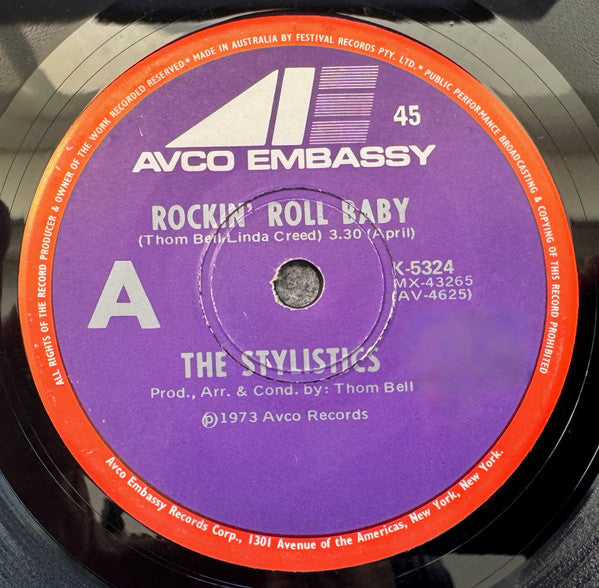 ALL RIGHTS OF THE RECORD PRODUCER & OWNER OF THE WORK RECORDED RESERVED • MADE IN AUSTRALIA BY FESTIVAL RECORDS PTY. LTD. • PUBLIC PERFORMANCE BROADCASTING & COPYING OF THIS RECORD PROHIBITED
45
AVCO EMBASSY
ROCKIN' ROLL BABY
(Thom Bell/Linda Creed) 3.30 (April)
A
K-5324
MX-43265
(AV-4625)
THE STYLISTICS
Prod., Arr. & Cond. by: Thom Bell
℗1973 Avco Records
Avco Embassy Records Corp., 1301 Avenue of the Americas, New York, New York.